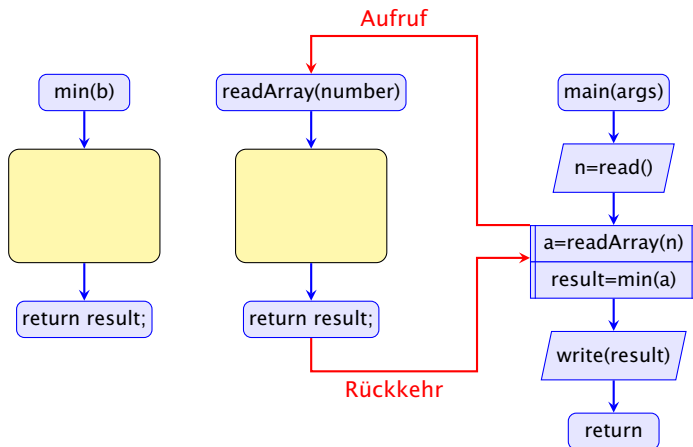 Aufruf
min(b)
readArray(number)
main(args)
n=read()
a=readArray(n)
result=min(a)
return result;
return result;
write(result)
Rückkehr
return